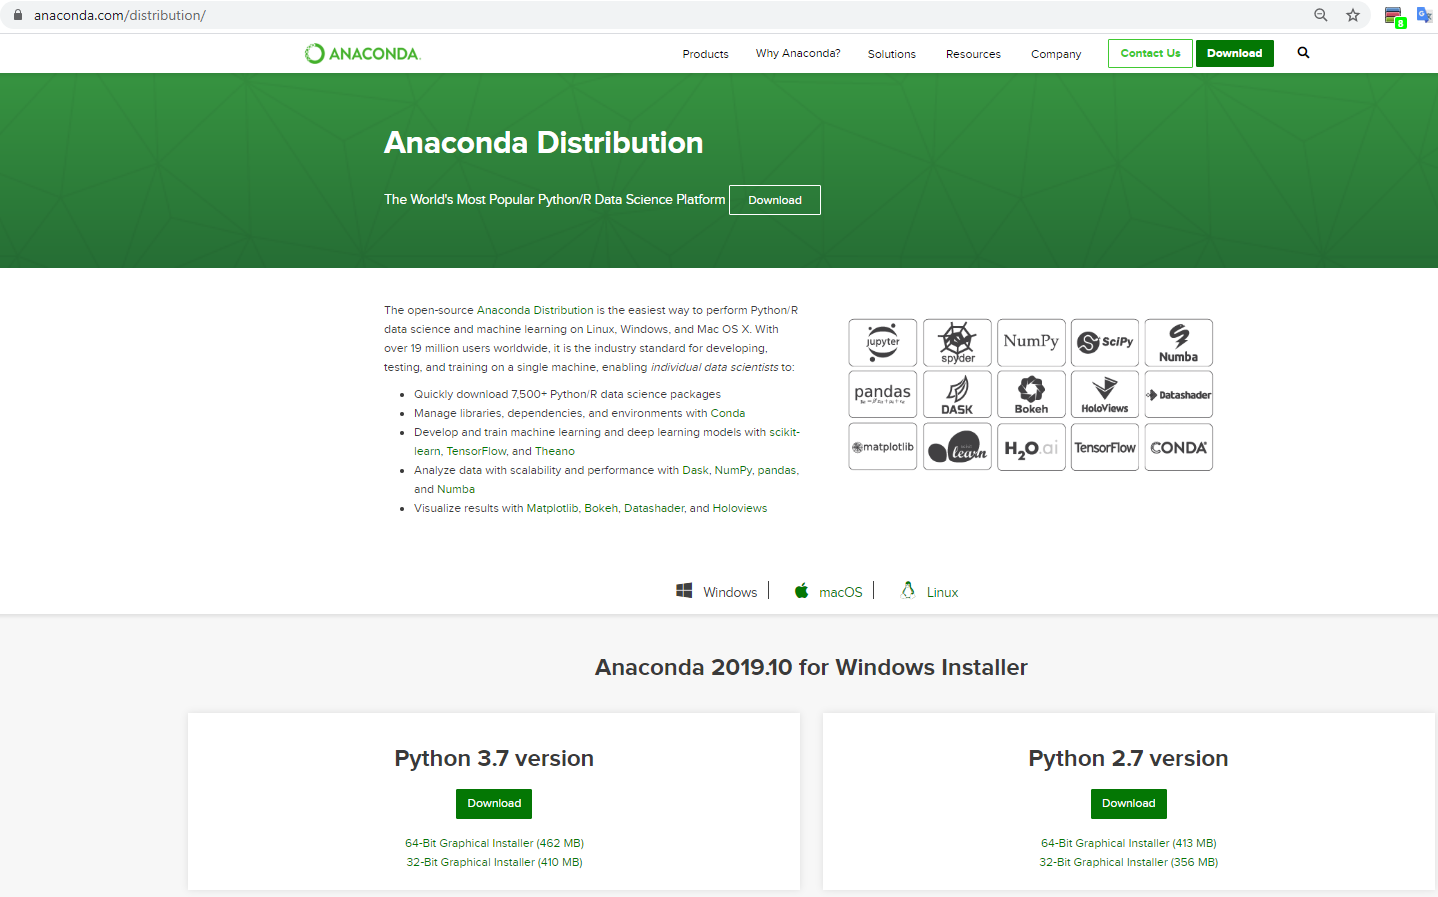 anaconda.com/distribution/
8
ANACONDA.
Products
Why Anaconda?
Solutions
Resources
Company
Contact Us
Download
Anaconda Distribution
The World's Most Popular Python/R Data Science Platform
Download
The open-source Anaconda Distribution is the easiest way to perform Python/R
data science and machine learning on Linux, Windows, and Mac OS X. With
over 19 million users worldwide, it is the industry standard for developing,
testing, and training on a single machine, enabling individual data scientists to:
• Quickly download 7,500+ Python/R data science packages
• Manage libraries, dependencies, and environments with Conda
• Develop and train machine learning and deep learning models with scikit-
learn, TensorFlow, and Theano
• Analyze data with scalability and performance with Dask, NumPy, pandas,
and Numba
• Visualize results with Matplotlib, Bokeh, Datashader, and Holoviews
jupyter
spyder
NumPy
SciPy
Numba
pandas
DASK
Bokeh
HoloViews
Datashader
matplotlib
learn
H2O.ai
TensorFlow
CONDA
Windows
macOS
Linux
Anaconda 2019.10 for Windows Installer
Python 3.7 version
Download
64-Bit Graphical Installer (462 MB)
32-Bit Graphical Installer (410 MB)
Python 2.7 version
Download
64-Bit Graphical Installer (413 MB)
32-Bit Graphical Installer (356 MB)